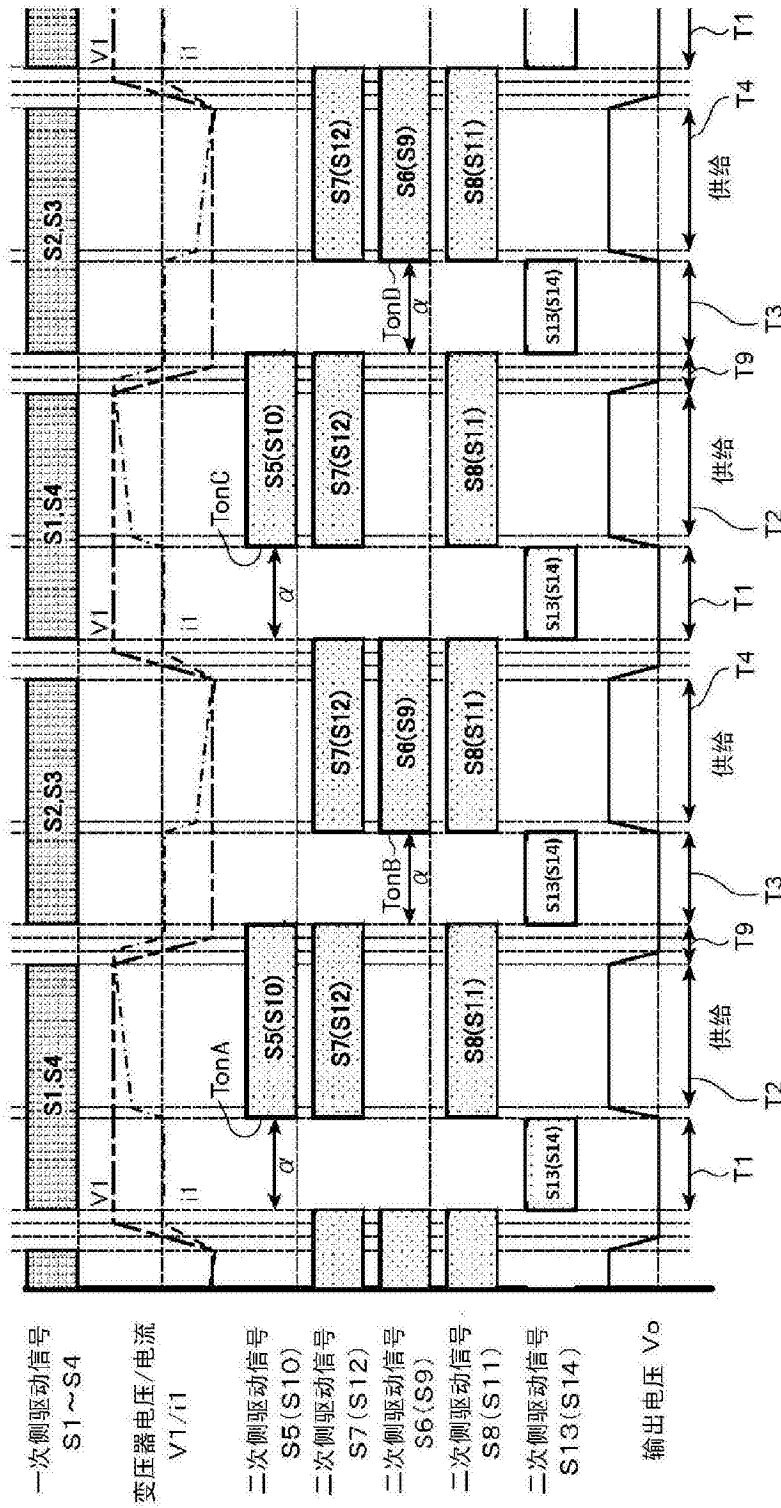 一次侧驱动信号
S1~S4
S1,S4
S2,S3
S1,S4
S2,S3
变压器电压/电流
V1/i1
V1
i1
V1
i1
V1
i1
二次侧驱动信号
S5(S10)
α
TonA
S5(S10)
α
TonC
S5(S10)
二次侧驱动信号
S7(S12)
S7(S12)
S7(S12)
S7(S12)
S7(S12)
二次侧驱动信号
S6(S9)
α
TonB
S6(S9)
α
TonD
S6(S9)
二次侧驱动信号
S8(S11)
S8(S11)
S8(S11)
S8(S11)
S8(S11)
二次侧驱动信号
S13(S14)
S13(S14)
S13(S14)
S13(S14)
S13(S14)
输出电压 Vo
供给
供给
供给
供给
T1
T2
T9
T3
T4
T1
T2
T9
T3
T4
T1